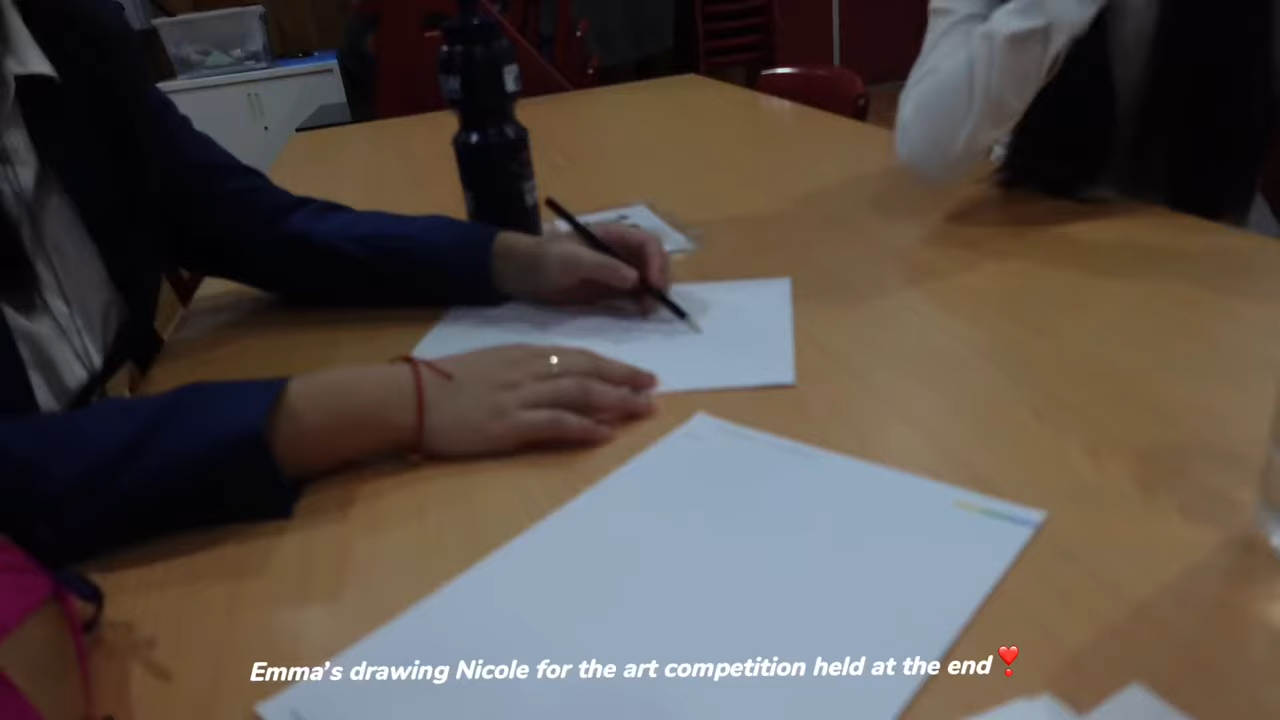 Emma's drawing Nicole for the art competition held at the end❣️